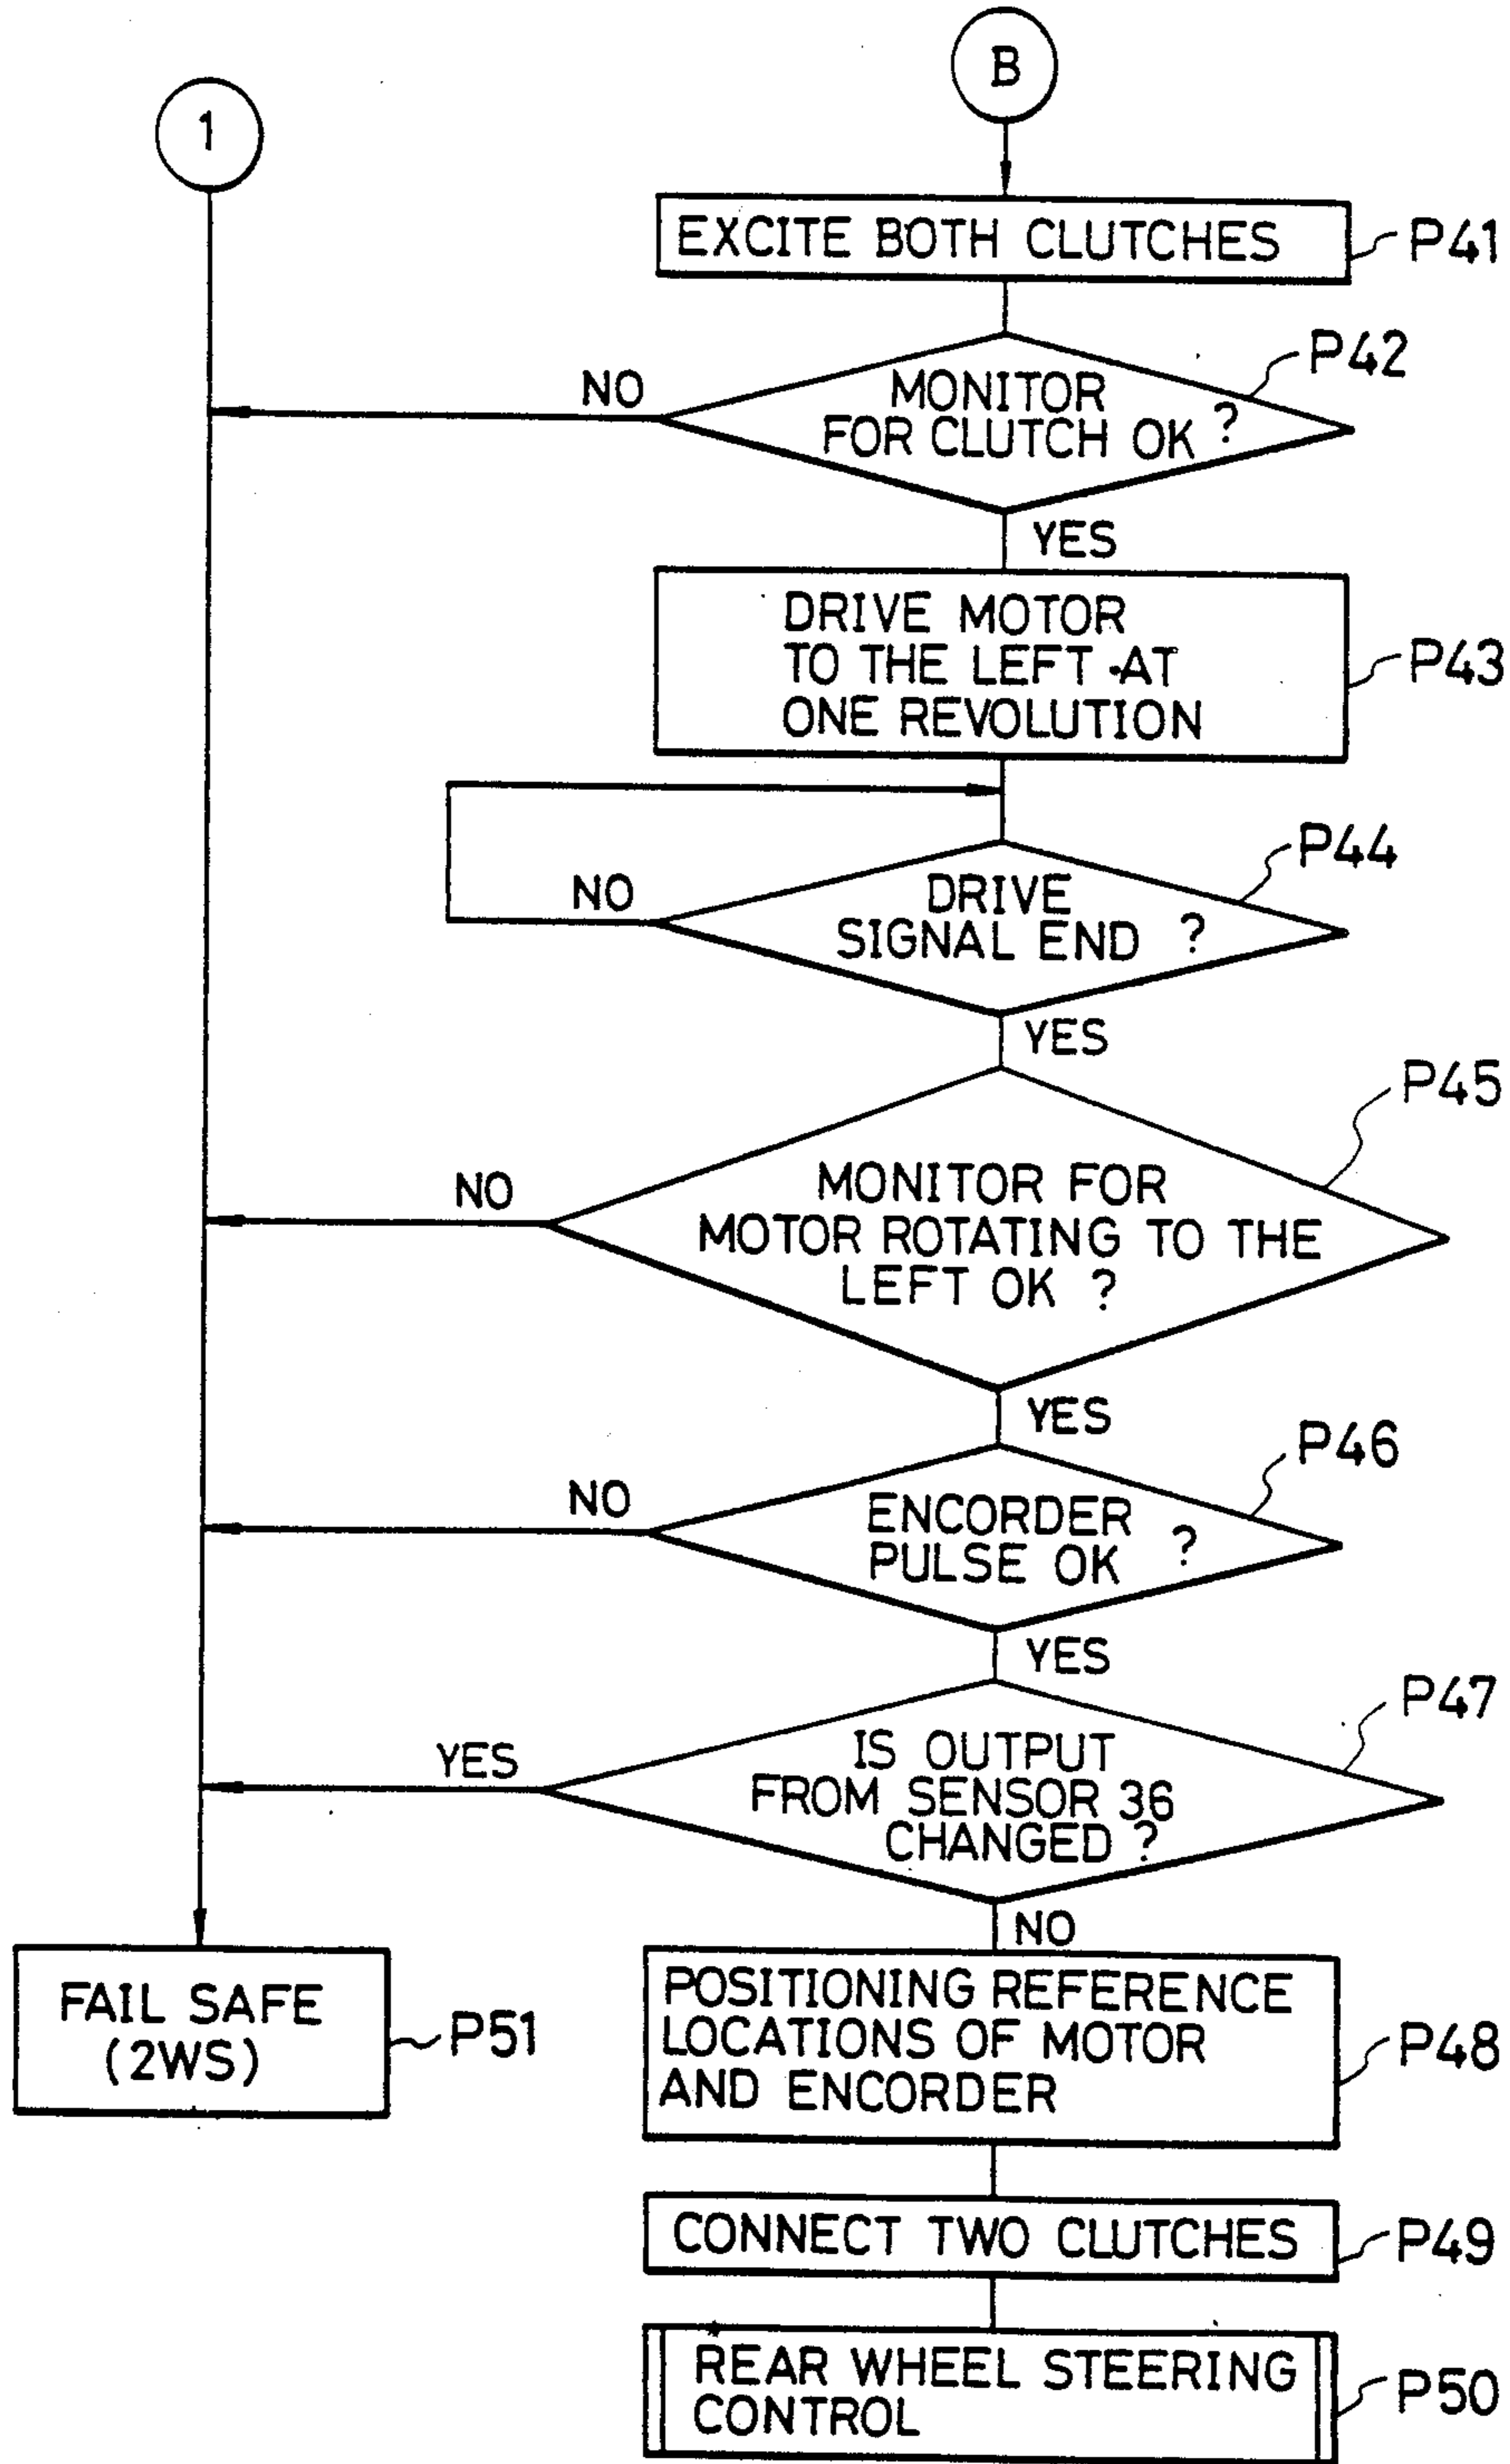 B
1
EXCITE BOTH CLUTCHES
P41
P42
NO
MONITOR
FOR CLUTCH OK ?
YES
DRIVE MOTOR
TO THE LEFT AT
ONE REVOLUTION
P43
P44
NO
DRIVE
SIGNAL END ?
YES
P45
NO
MONITOR FOR
MOTOR ROTATING TO THE
LEFT OK ?
YES
P46
NO
ENCORDER
PULSE OK ?
YES
P47
YES
IS OUTPUT
FROM SENSOR 36
CHANGED ?
NO
FAIL SAFE
(2WS)
P51
POSITIONING REFERENCE
LOCATIONS OF MOTOR
AND ENCORDER
P48
CONNECT TWO CLUTCHES
P49
REAR WHEEL STEERING
CONTROL
P50